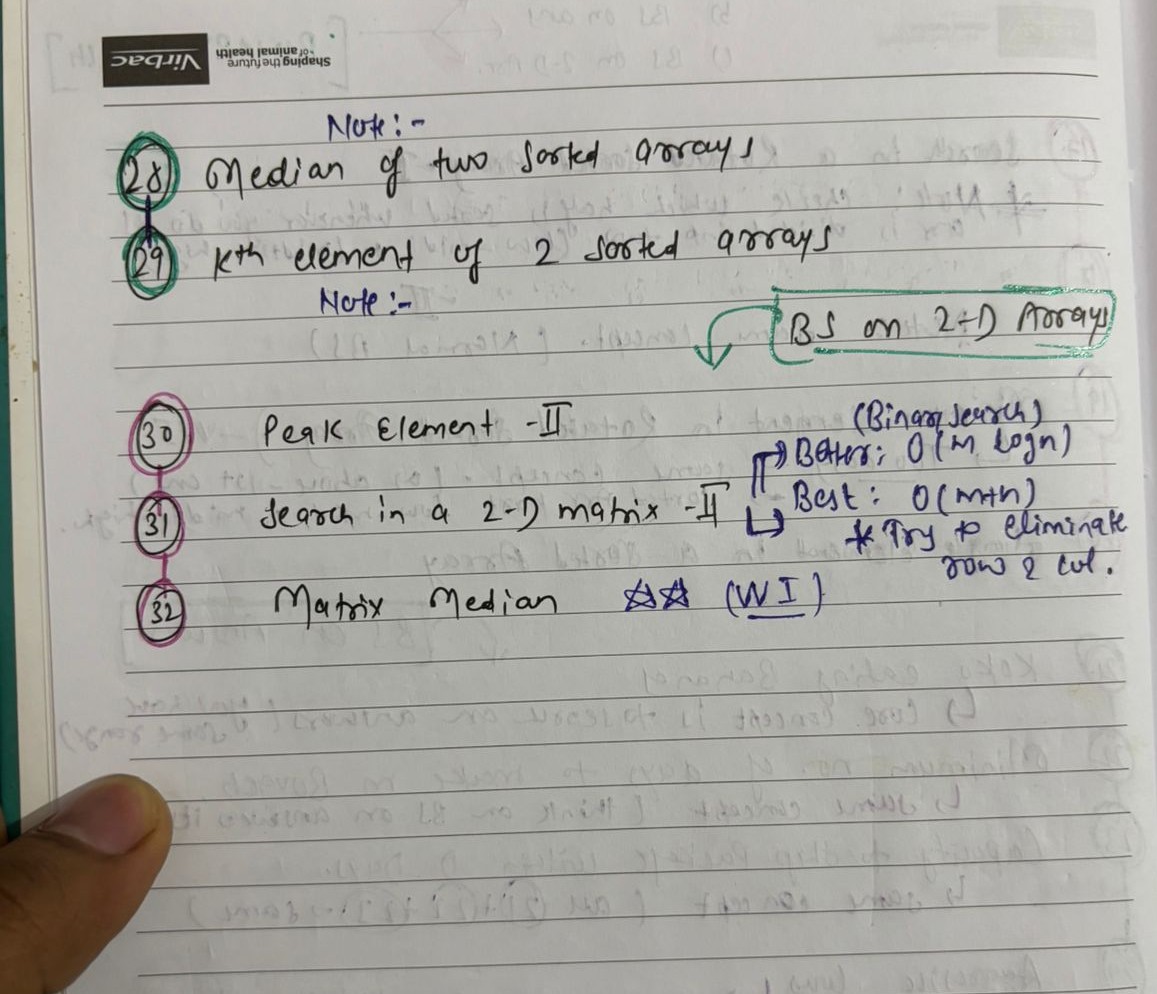 Virbac
Shaping the future
of animal health
Note:-
28 Median of two sorted arrays
29 Kth element of 2 sorted arrays
Note:-
BS on 2-D Arrays
30 Peak Element -II
(Binary search)
Better: O(m logn)
31 Search in a 2-D matrix -II
Best: O(m+n)
* Try to eliminate
row & col.
32 Matrix Median ☆☆ (WI)